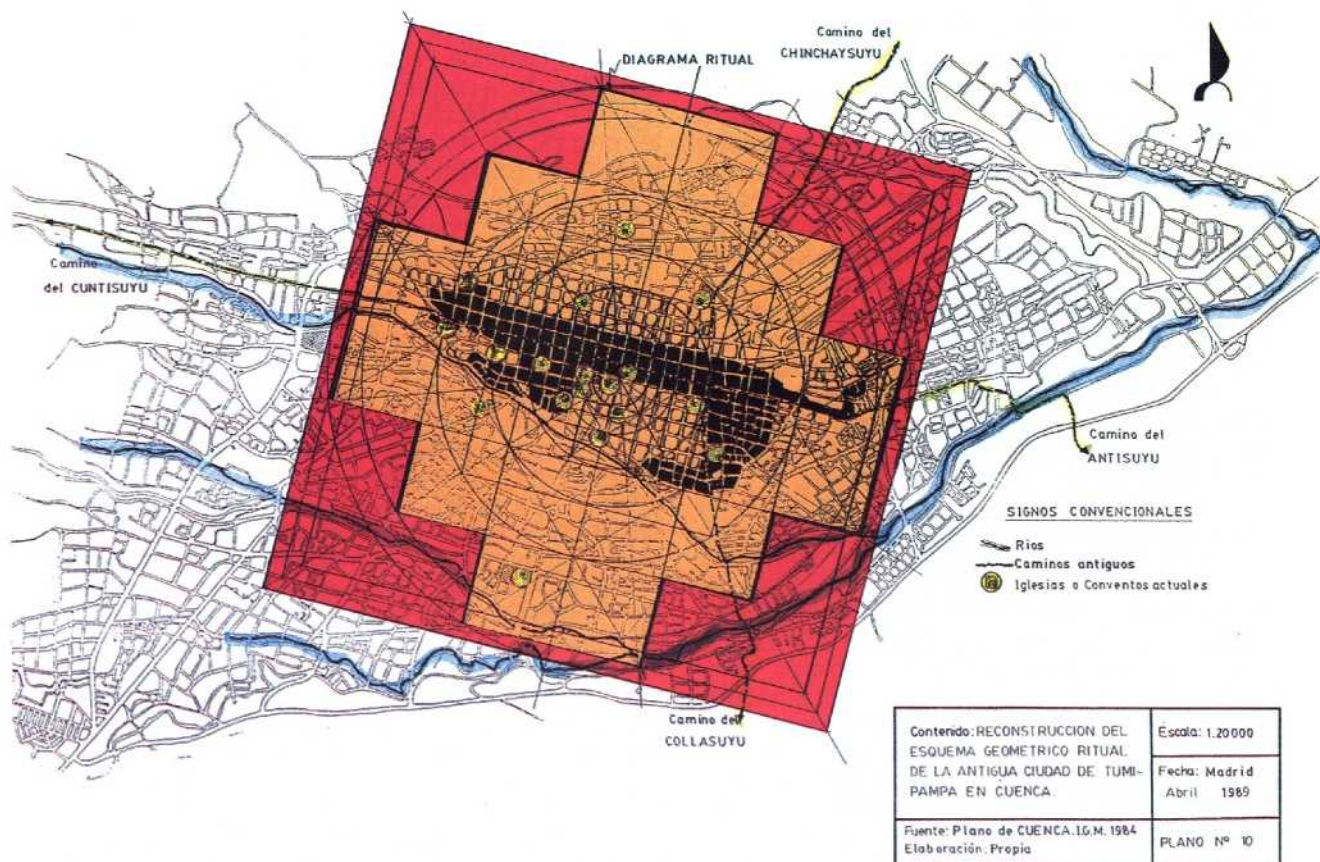 Camino del
CHINCHAYSUYU
DIAGRAMA RITUAL
Camino
del CUNTISUYU
Camino del
ANTISUYU
SIGNOS CONVENCIONALES
Rios
Caminos antiguos
Iglesias o Conventos actuales
Camino del
COLLASUYU
Contenido: RECONSTRUCCION DEL
ESQUEMA GEOMETRICO RITUAL
DE LA ANTIGUA CIUDAD DE TUMI-
PAMPA EN CUENCA.
Escala: 1.20000
Fecha: Madrid
Abril 1989
Fuente: Plano de CUENCA.I.G.M. 1984
Elaboración: Propia
PLANO Nº 10